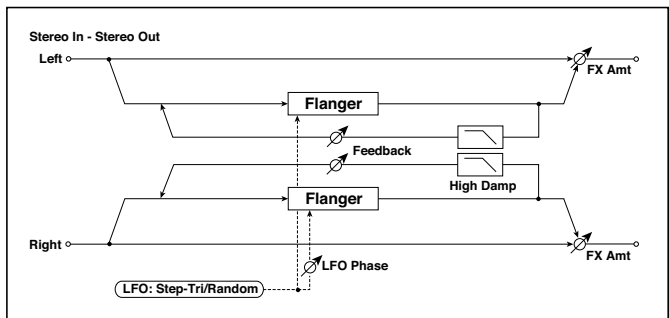 Stereo In - Stereo Out
Left
FX Amt
Flanger
Feedback
High Damp
Flanger
Right
FX Amt
LFO Phase
LFO: Step-Tri/Random